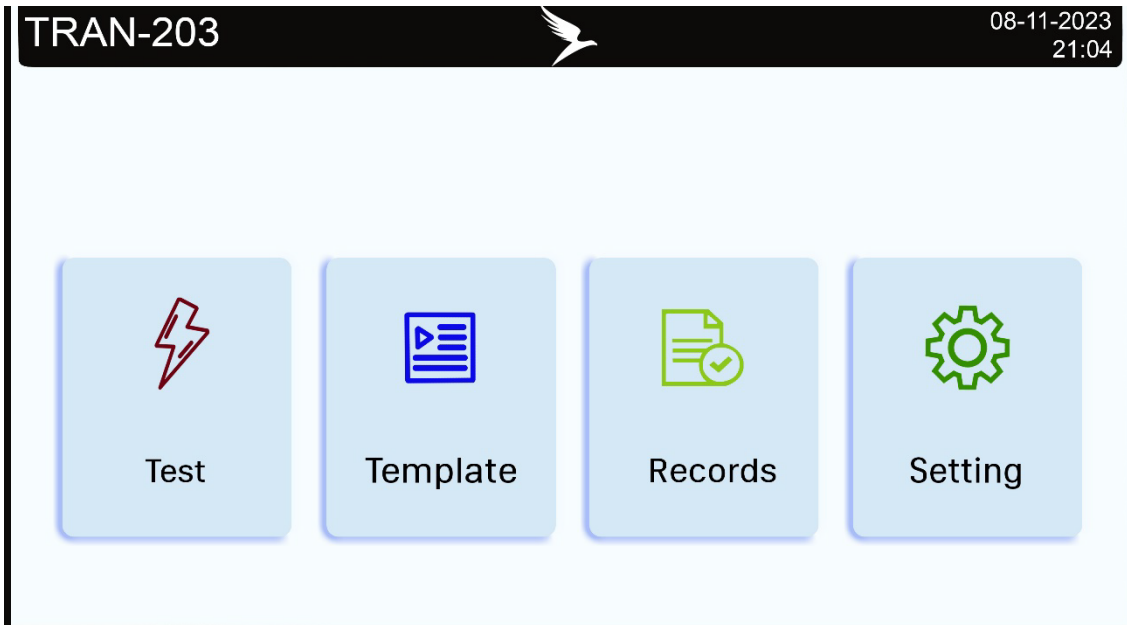 TRAN-203
08-11-2023
21:04
Test
Template
Records
Setting